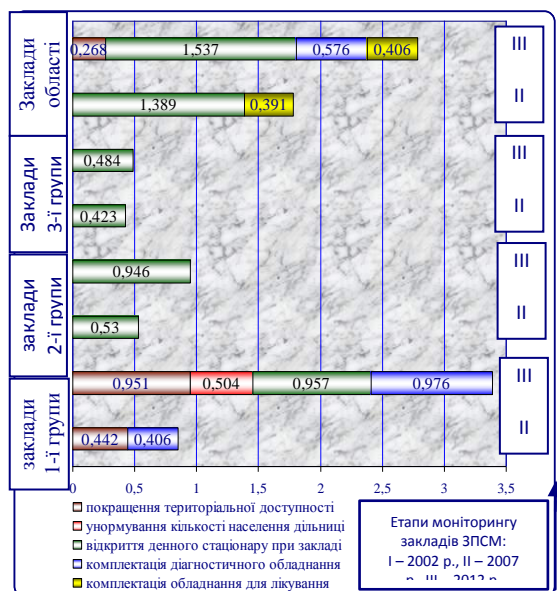 Заклади
області
0,268
1,537
0,576
0,406
III
1,389
0,391
II
Заклади
3-ї групи
0,484
III
0,423
II
заклади
2-ї групи
0,946
III
0,53
II
заклади
1-ї групи
0,951
0,504
0,957
0,976
III
0,442
0,406
II
0
0,5
1
1,5
2
2,5
3
3,5
покращення територіальної доступності
унормування кількості населення дільниці
відкриття денного стаціонару при закладі
комплектація діагностичного обладнання
комплектація обладнання для лікування
Етапи моніторингу
закладів ЗПСМ:
I – 2002 р., II – 2007
р., III – 2012 р.